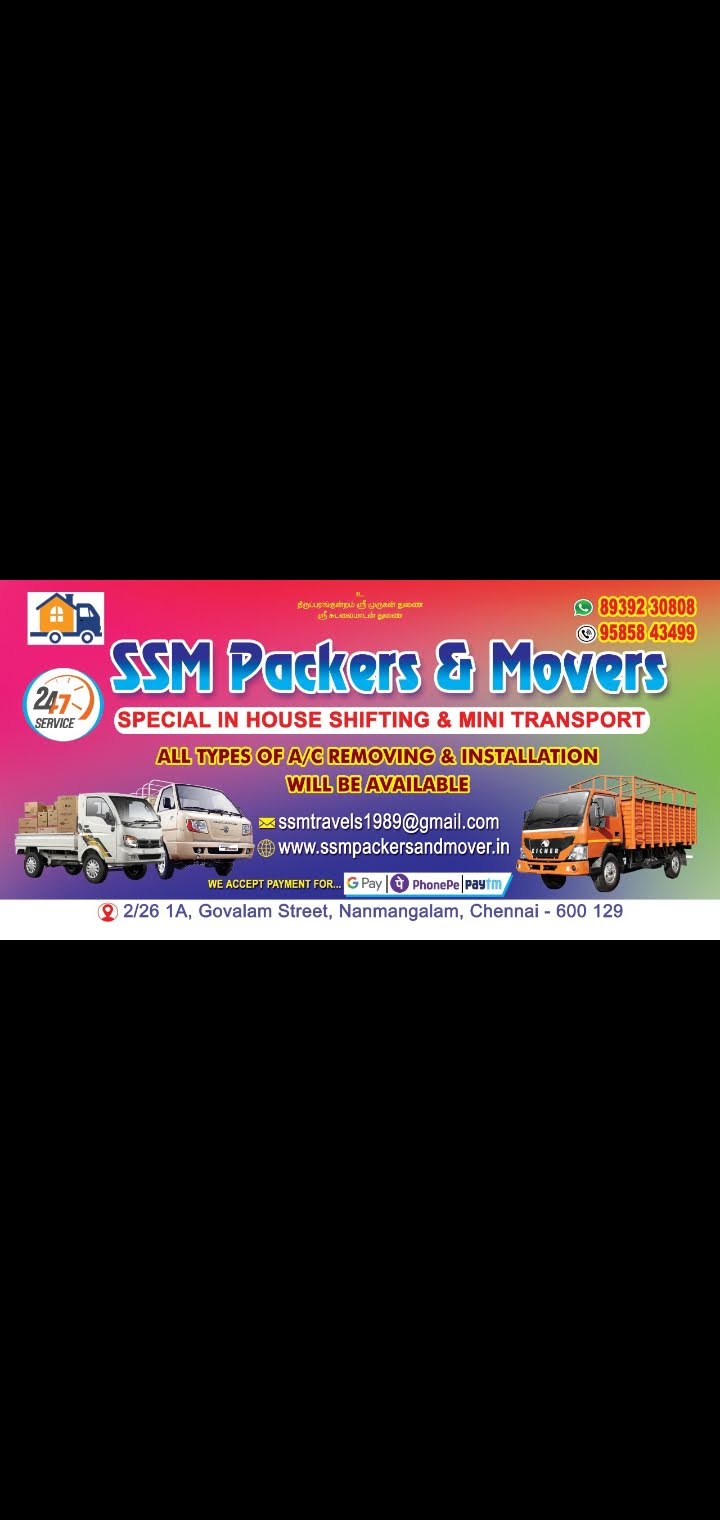 உ
திருப்பரங்குன்றம் ஸ்ரீ முருகன் துணை
ஸ்ரீ சுடலைமாடன் துணை
89392 30808
95858 43499
SSM Packers & Movers
24/7
SERVICE
SPECIAL IN HOUSE SHIFTING & MINI TRANSPORT
ALL TYPES OF A/C REMOVING & INSTALLATION
WILL BE AVAILABLE
ssmtravels1989@gmail.com
www.ssmpackersandmover.in
EICHER
WE ACCEPT PAYMENT FOR... G Pay | पे PhonePe | paytm
2/26 1A, Govalam Street, Nanmangalam, Chennai - 600 129